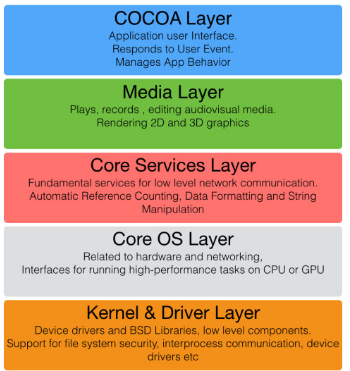 COCOA Layer
Application user Interface.
Responds to User Event.
Manages App Behavior
Media Layer
Plays, records , editing audiovisual media.
Rendering 2D and 3D graphics
Core Services Layer
Fundamental services for low level network communication.
Automatic Reference Counting, Data Formatting and String
Manipulation
Core OS Layer
Related to hardware and networking,
Interfaces for running high-performance tasks on CPU or GPU
Kernel & Driver Layer
Device drivers and BSD Libraries, low level components.
Support for file system security, interprocess communication, device
drivers etc